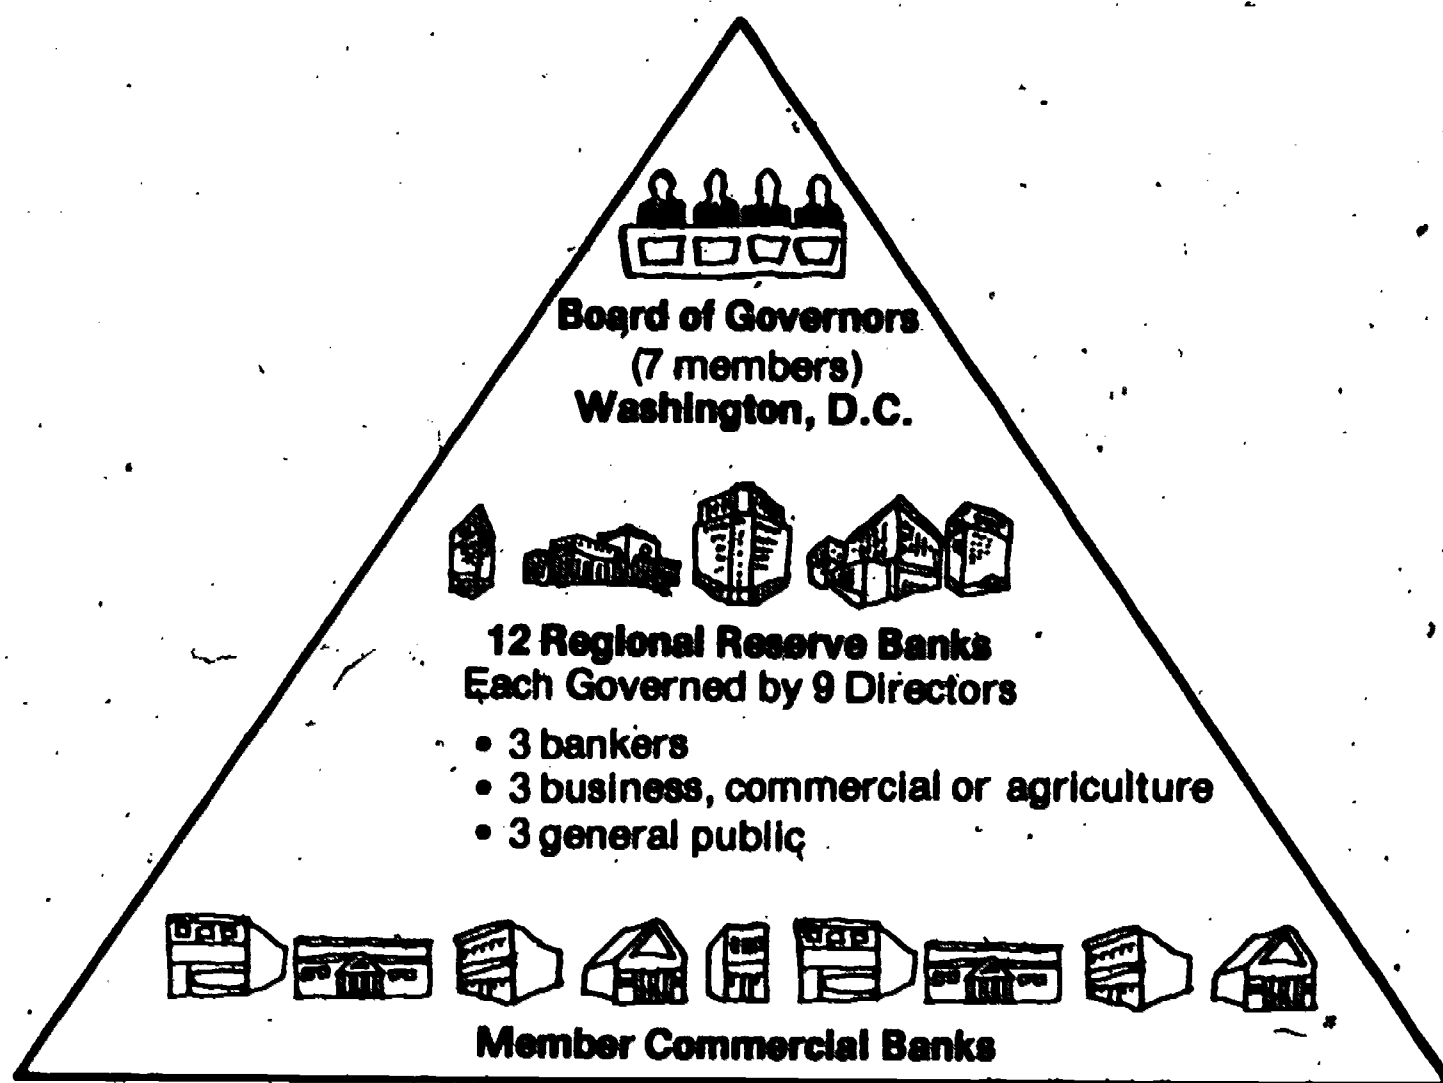 Board of Governors
(7 members)
Washington, D.C.
12 Regional Reserve Banks
Each Governed by 9 Directors
• 3 bankers
• 3 business, commercial or agriculture
• 3 general public
Member Commercial Banks